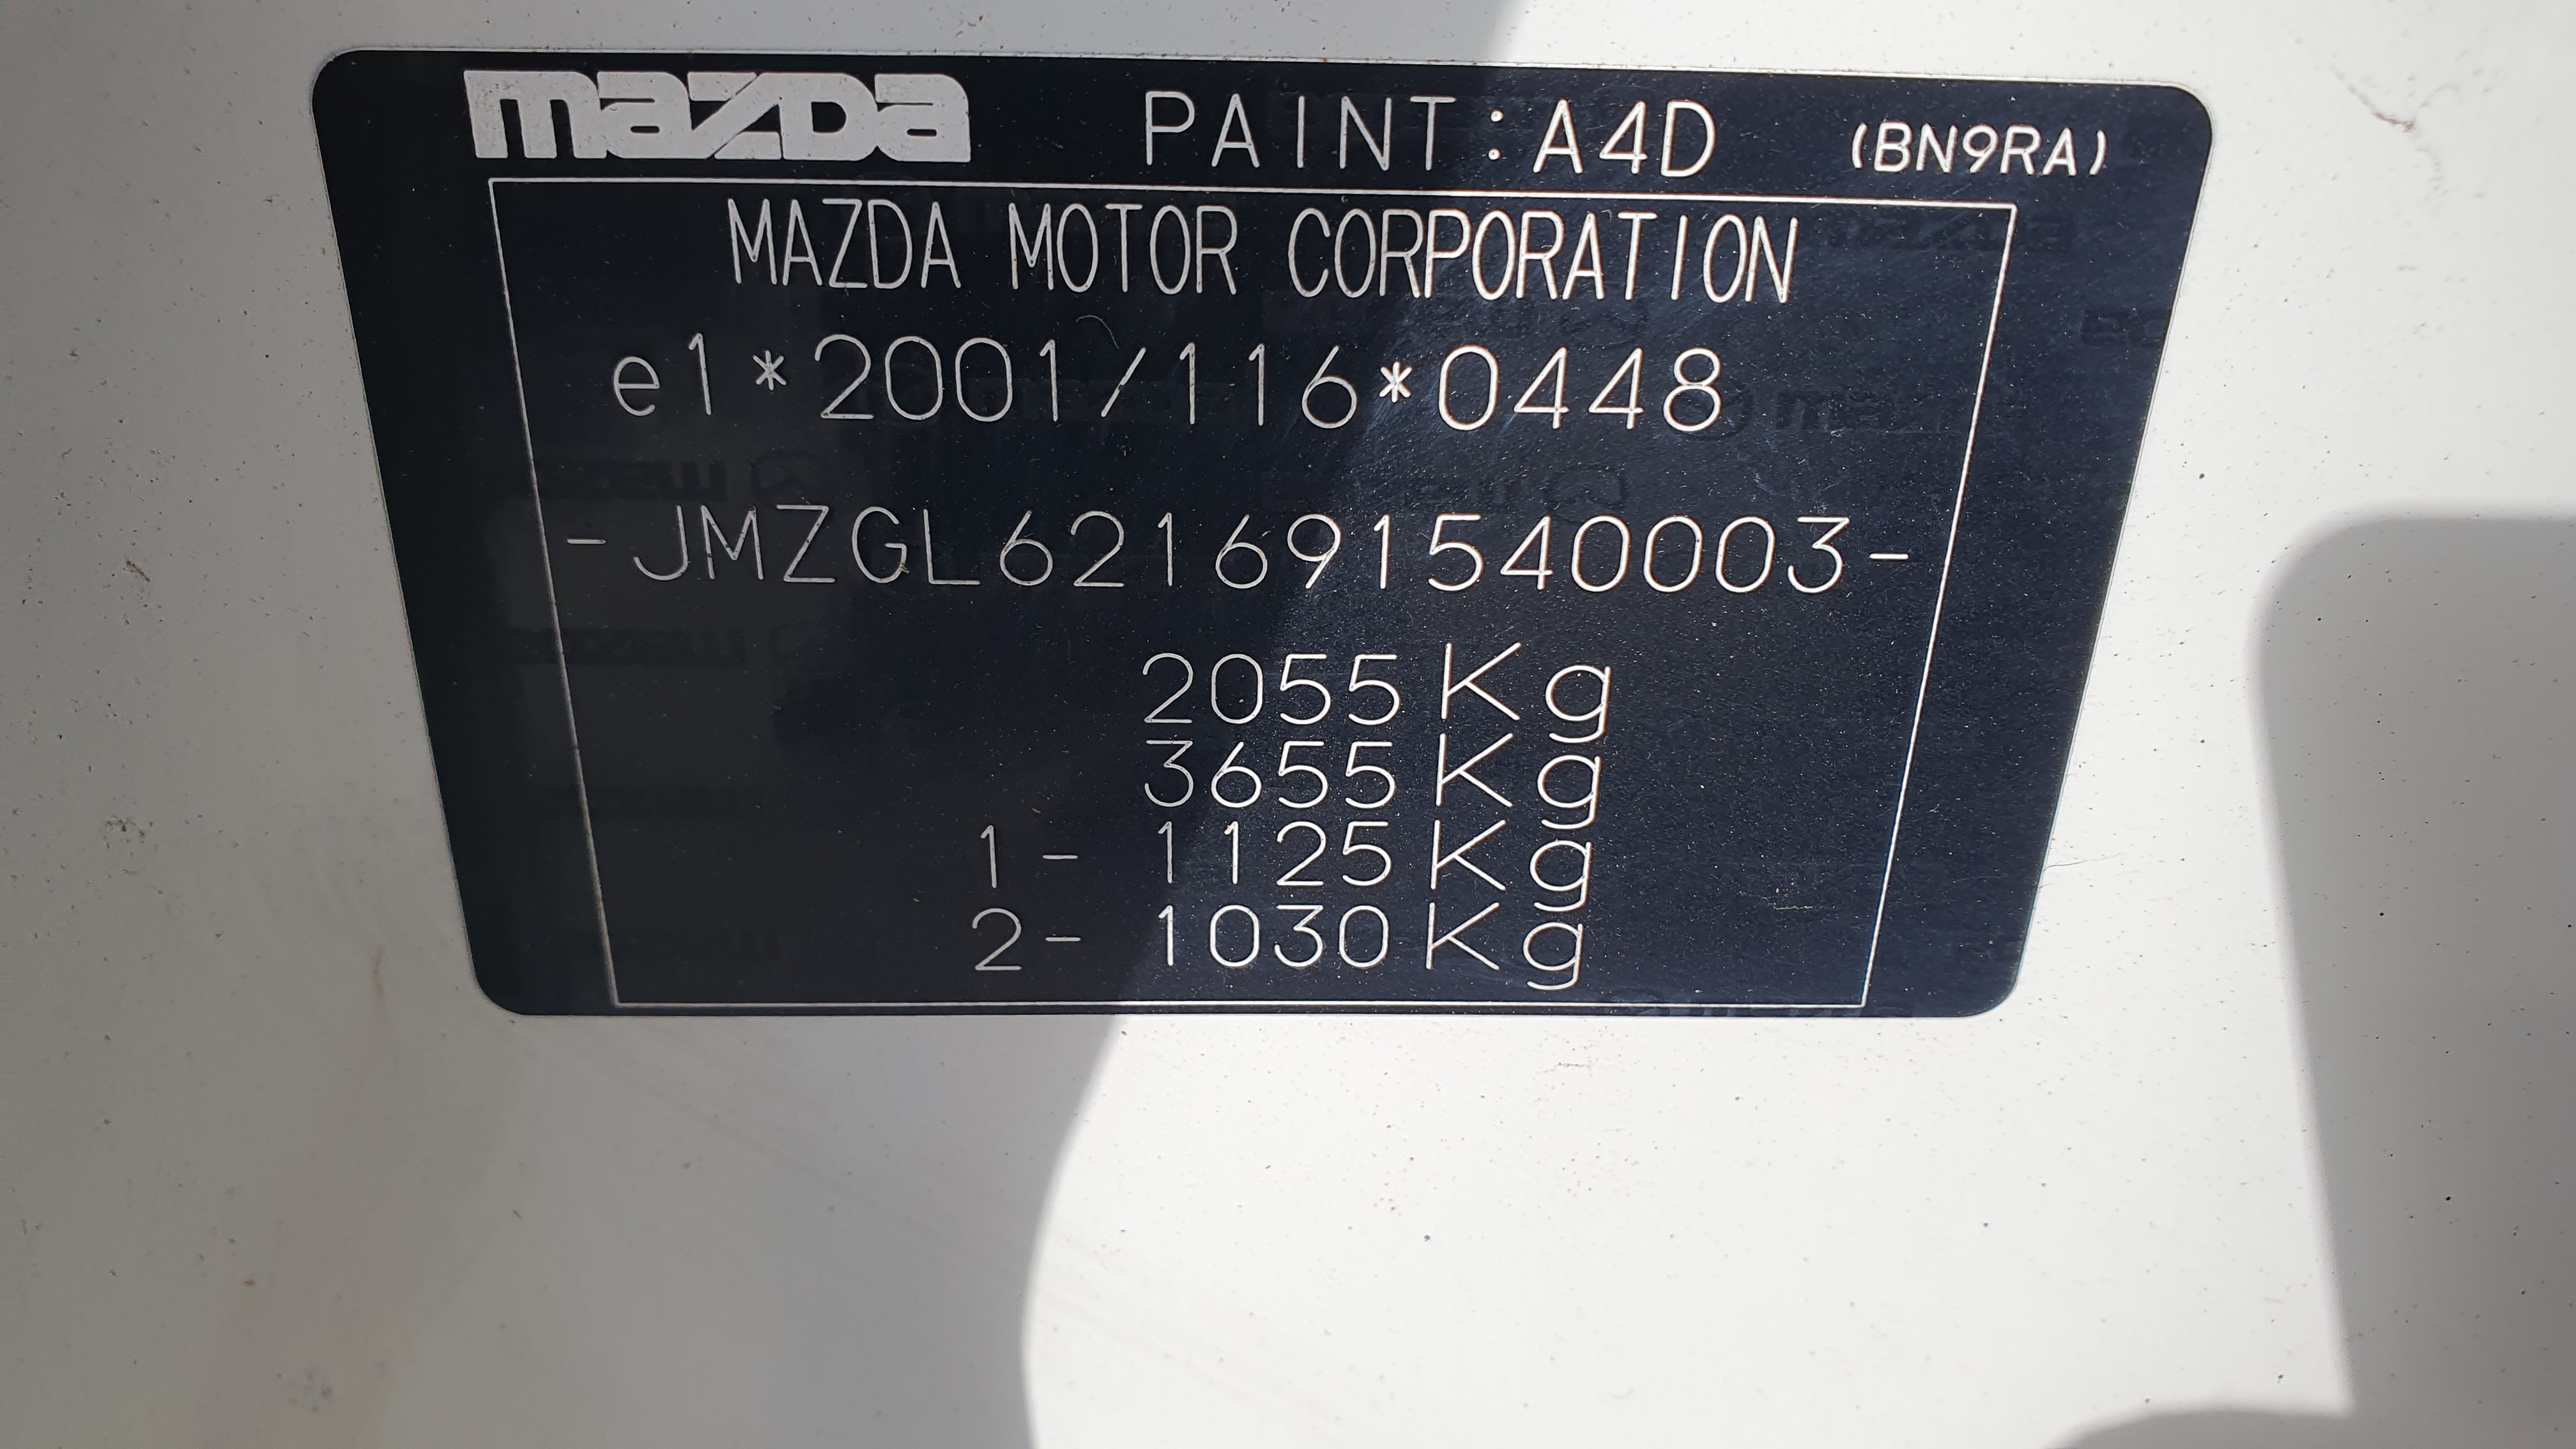 mazda PAINT:A4D (BN9RA)
MAZDA MOTOR CORPORATION
e1*2001/116*0448
-JMZGL621691540003-
2055Kg
3655Kg
1- 1125Kg
2- 1030Kg